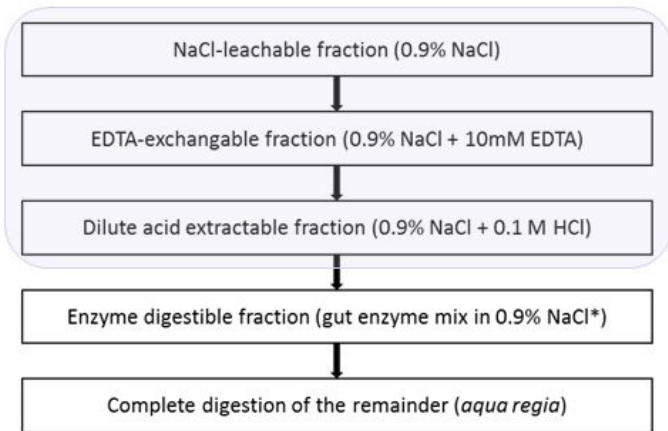 NaCl-leachable fraction (0.9% NaCl)
EDTA-exchangable fraction (0.9% NaCl + 10mM EDTA)
Dilute acid extractable fraction (0.9% NaCl + 0.1 M HCl)
Enzyme digestible fraction (gut enzyme mix in 0.9% NaCl*)
Complete digestion of the remainder (aqua regia)